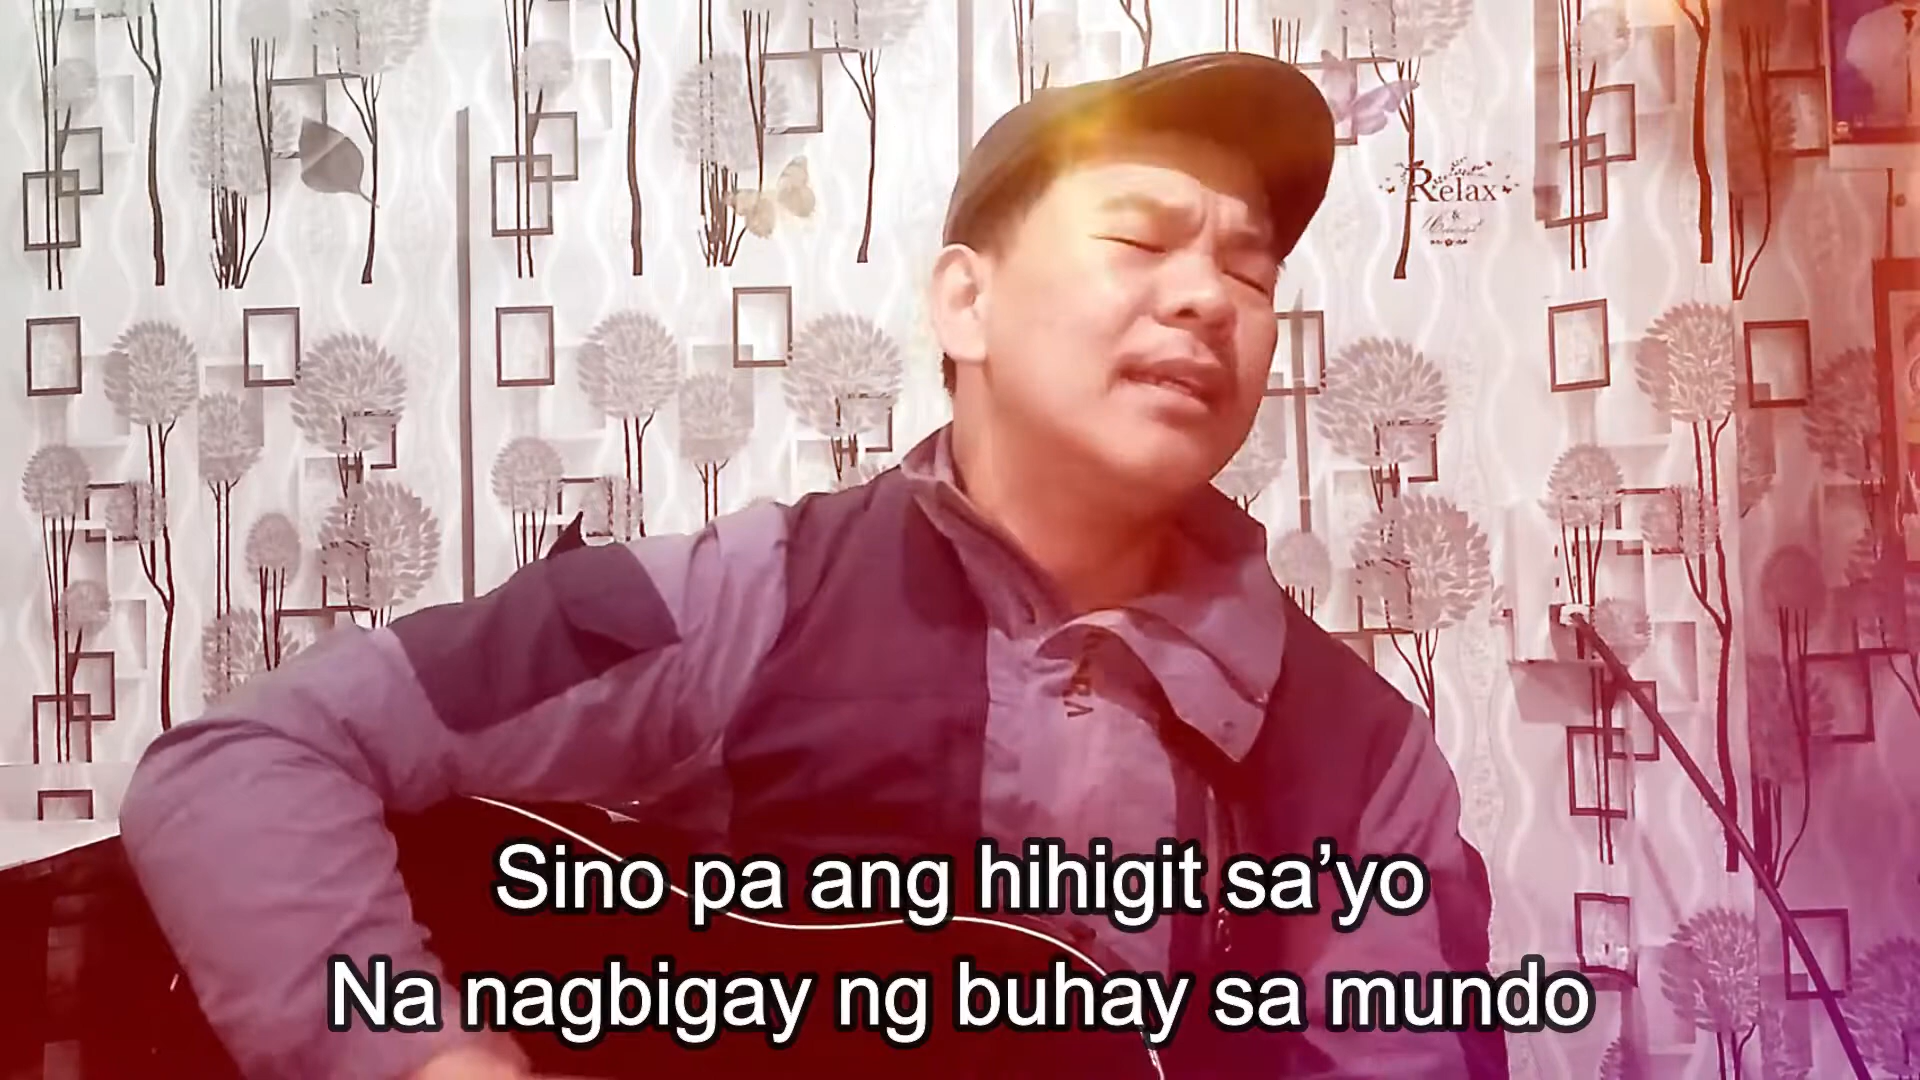 Relax
&
Sino pa ang hihigit sa’yo
Na nagbigay ng buhay sa mundo